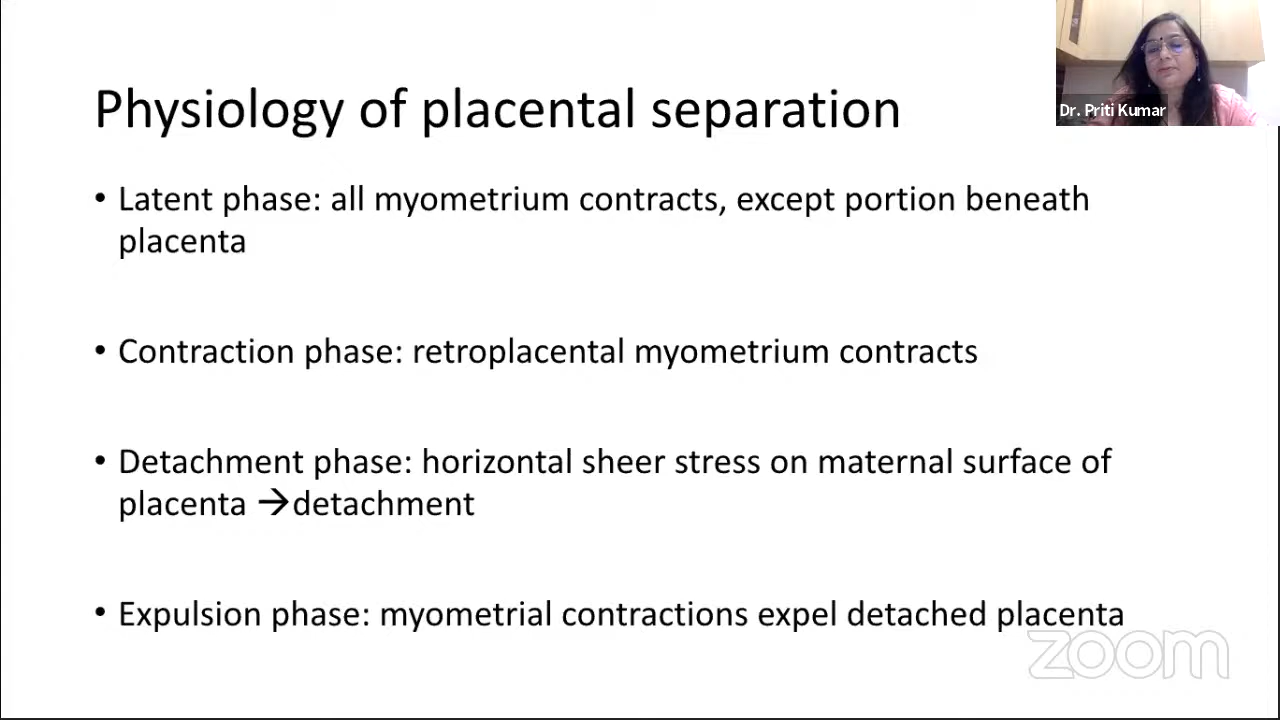 Physiology of placental separation
Dr. Priti Kumar
• Latent phase: all myometrium contracts, except portion beneath
placenta
• Contraction phase: retroplacental myometrium contracts
• Detachment phase: horizontal sheer stress on maternal surface of
placenta →detachment
• Expulsion phase: myometrial contractions expel detached placenta
zoom